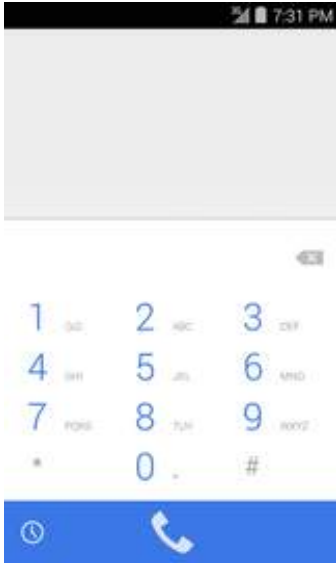 7:31 PM
1
2 ABC
3 DEF
4 GHI
5 JKL
6 MNO
7 PQRS
8 TUV
9 WXYZ
*
0
#